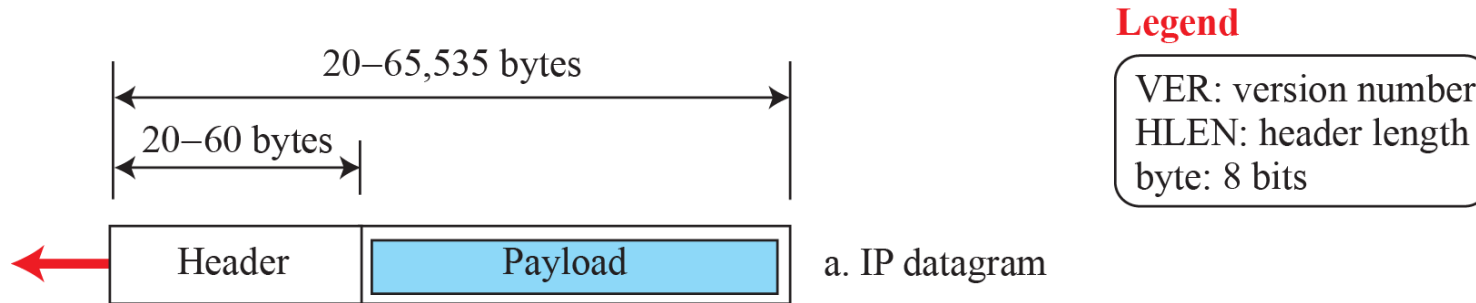 Legend
20–65,535 bytes
VER: version number
HLEN: header length
byte: 8 bits
20–60 bytes
Header
Payload
a. IP datagram